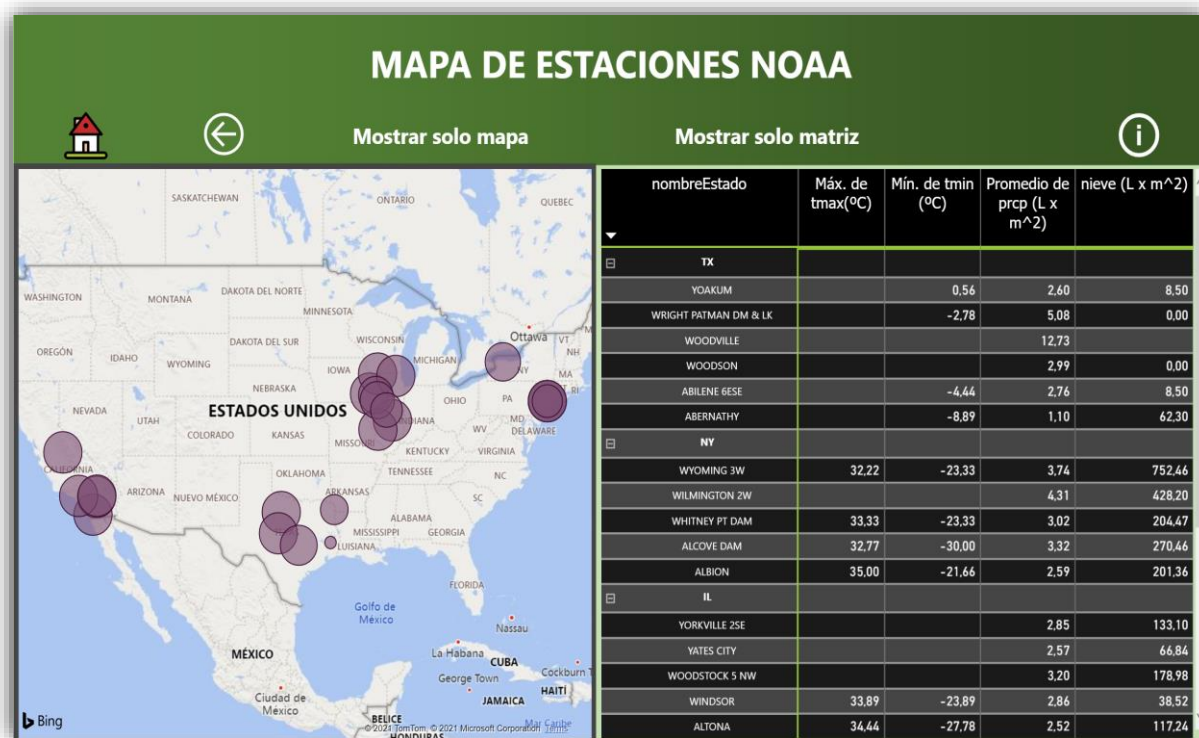 MAPA DE ESTACIONES NOAA
Mostrar solo mapa
Mostrar solo matriz
SASKATCHEWAN
ONTARIO
QUEBEC
WASHINGTON
MONTANA
DAKOTA DEL NORTE
MINNESOTA
Ottawa
VT
NH
OREGÓN
IDAHO
WYOMING
DAKOTA DEL SUR
WISCONSIN
MICHIGAN
NY
MA
RI
IOWA
NEBRASKA
OHIO
PA
NEVADA
UTAH
COLORADO
ESTADOS UNIDOS
KANSAS
MISSOURI
INDIANA
WV
MD
DELAWARE
KENTUCKY
VIRGINIA
CALIFORNIA
ARIZONA
NUEVO MÉXICO
OKLAHOMA
ARKANSAS
TENNESSEE
NC
SC
MISSISSIPPI
ALABAMA
GEORGIA
LUISIANA
FLORIDA
Golfo de
México
Nassau
MÉXICO
La Habana
CUBA
Cockburn T
George Town
HAITÍ
Ciudad de
México
JAMAICA
BELICE
Mar Caribe
HONDURAS
Bing
© 2021 TomTom, © 2021 Microsoft Corporation Terms
nombreEstado Máx. de tmax(ºC) Mín. de tmin (ºC) Promedio de prcp (L x m^2) nieve (L x m^2)
TX
YOAKUM 0,56 2,60 8,50
WRIGHT PATMAN DM & LK -2,78 5,08 0,00
WOODVILLE 12,73
WOODSON 2,99 0,00
ABILENE 6ESE -4,44 2,76 8,50
ABERNATHY -8,89 1,10 62,30
NY
WYOMING 3W 32,22 -23,33 3,74 752,46
WILMINGTON 2W 4,31 428,20
WHITNEY PT DAM 33,33 -23,33 3,02 204,47
ALCOVE DAM 32,77 -30,00 3,32 270,46
ALBION 35,00 -21,66 2,59 201,36
IL
YORKVILLE 2SE 2,85 133,10
YATES CITY 2,57 66,84
WOODSTOCK 5 NW 3,20 178,98
WINDSOR 33,89 -23,89 2,86 38,52
ALTONA 34,44 -27,78 2,52 117,24